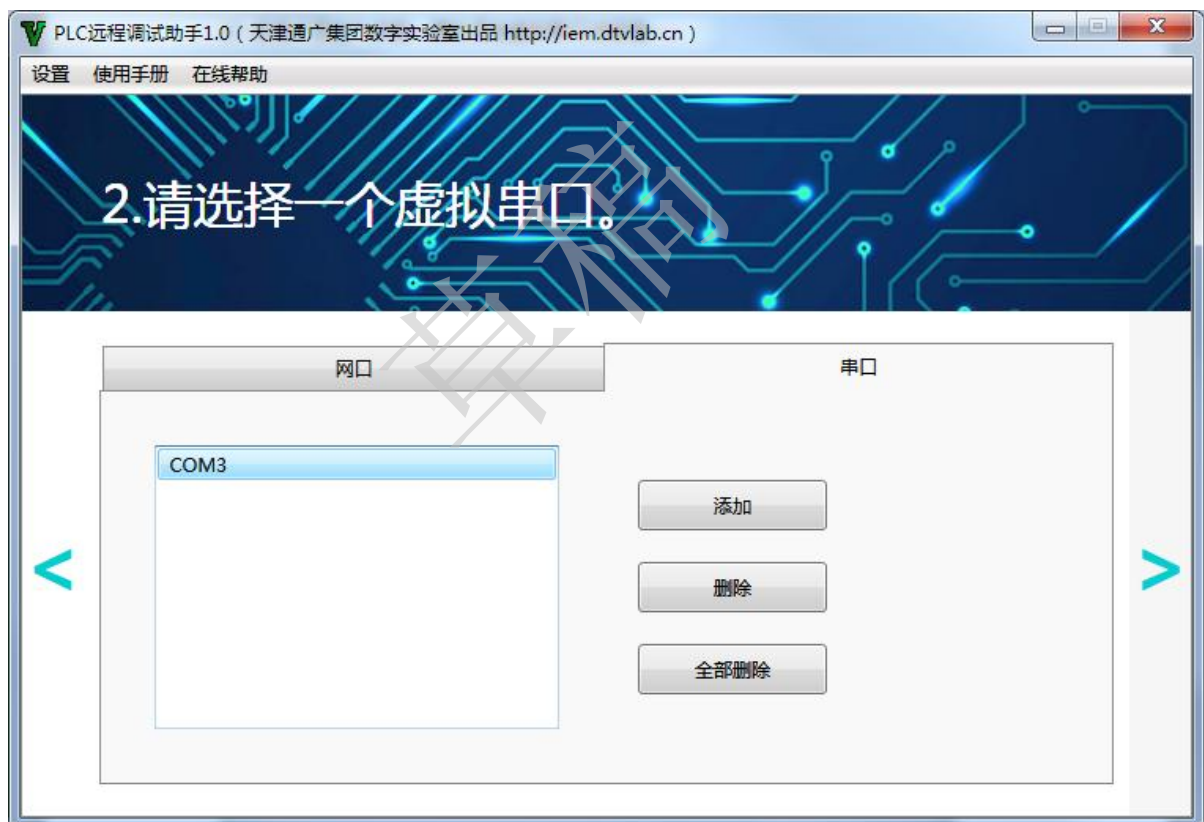 PLC远程调试助手1.0 ( 天津通广集团数字实验室出品 http://iem.dtvlab.cn )
设置 使用手册 在线帮助
2.请选择一个虚拟串口。
草稿
网口 串口
COM3
添加
删除
全部删除